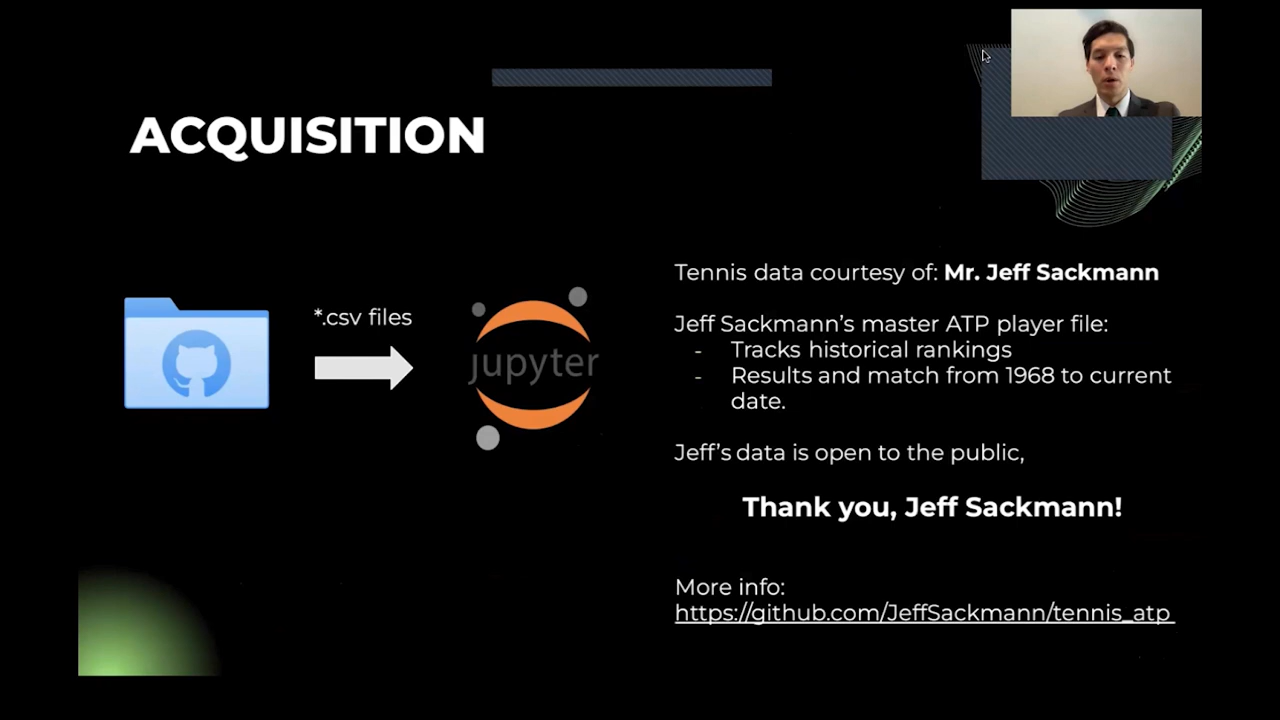 ACQUISITION
*.csv files
jupyter
Tennis data courtesy of: Mr. Jeff Sackmann
Jeff Sackmann’s master ATP player file:
- Tracks historical rankings
- Results and match from 1968 to current
date.
Jeff’s data is open to the public,
Thank you, Jeff Sackmann!
More info:
https://github.com/JeffSackmann/tennis_atp